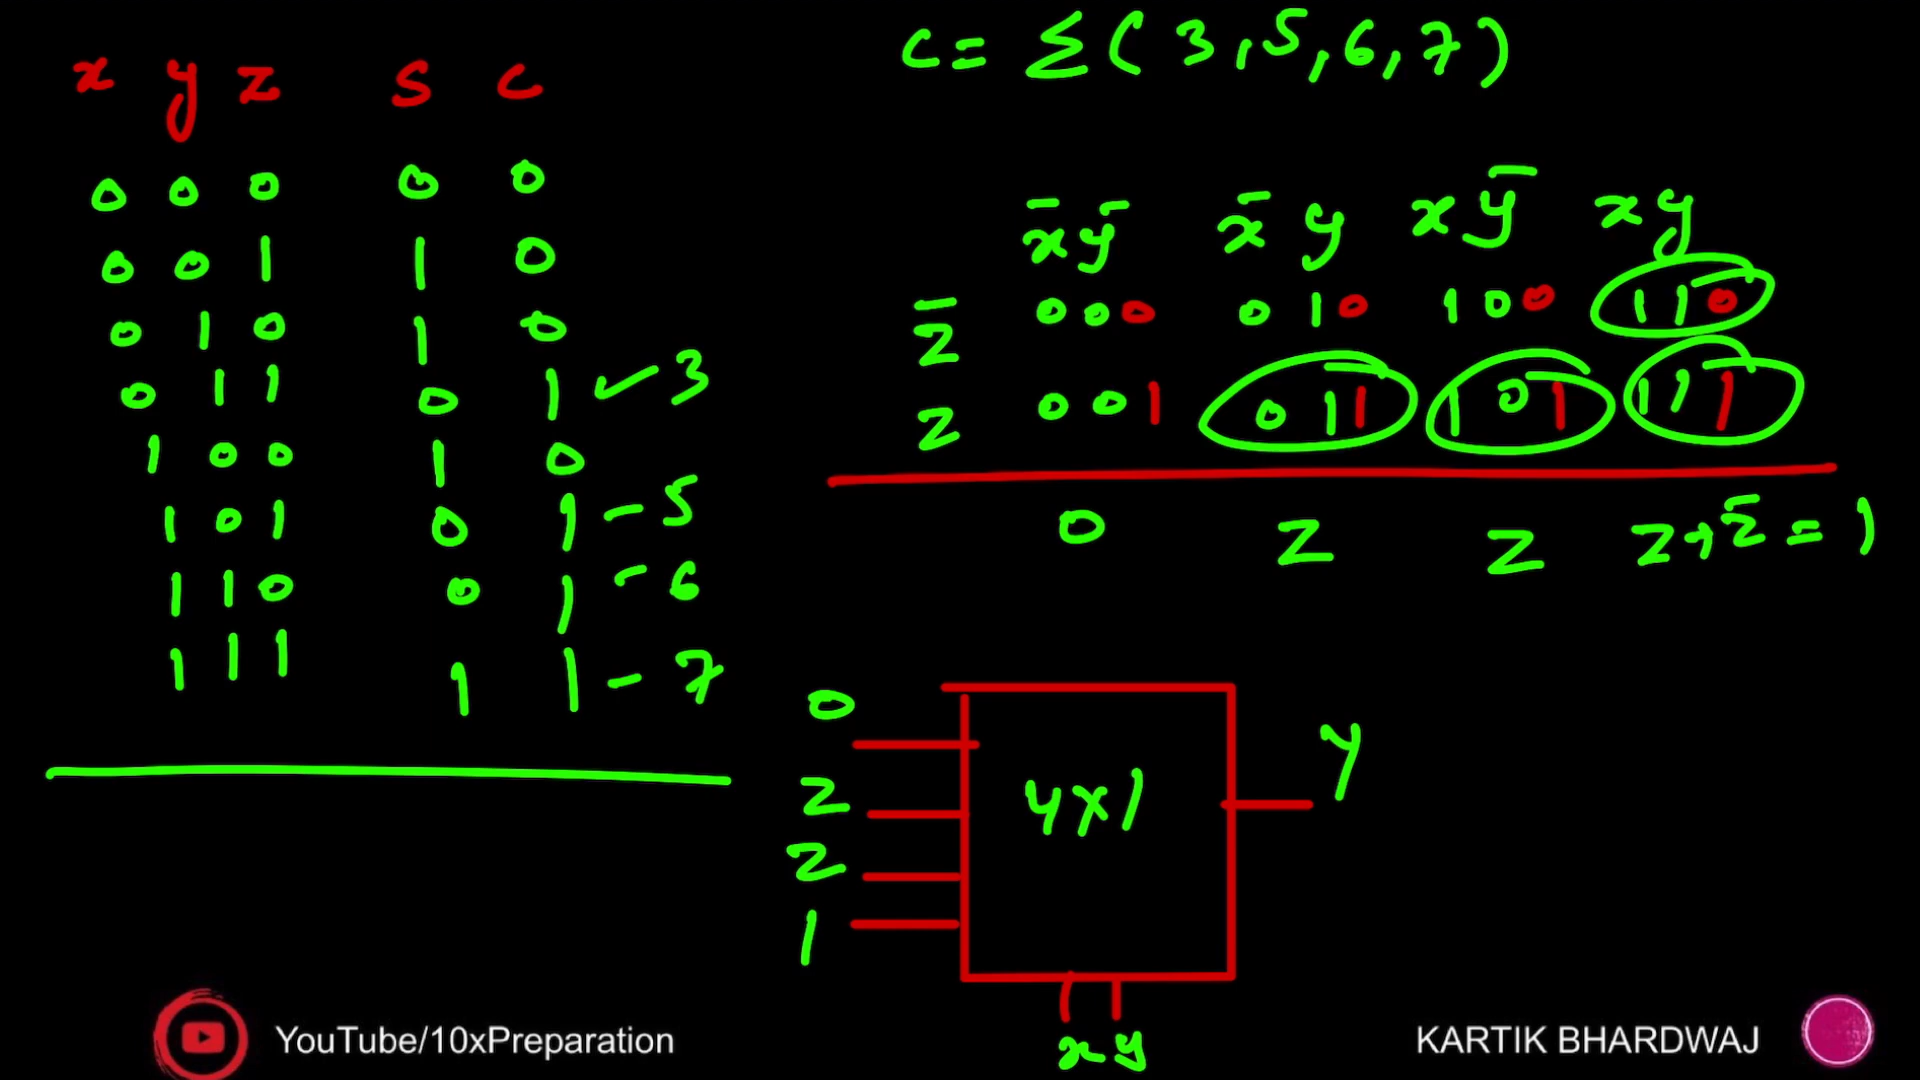 x y z s c
0 0 0 0 0
0 0 1 1 0
0 1 0 1 0
0 1 1 0 1 ✓ 3
1 0 0 1 0
1 0 1 0 1 - 5
1 1 0 0 1 - 6
1 1 1 1 1 - 7
c = Σ( 3, 5, 6, 7 )
x̄ȳ x̄y xȳ xy
z̄ 000 010 100 110
z 001 011 101 111
0 z z z + z̄ = 1
0
z
z
1
4x1
y
x y
YouTube/10xPreparation
KARTIK BHARDWAJ